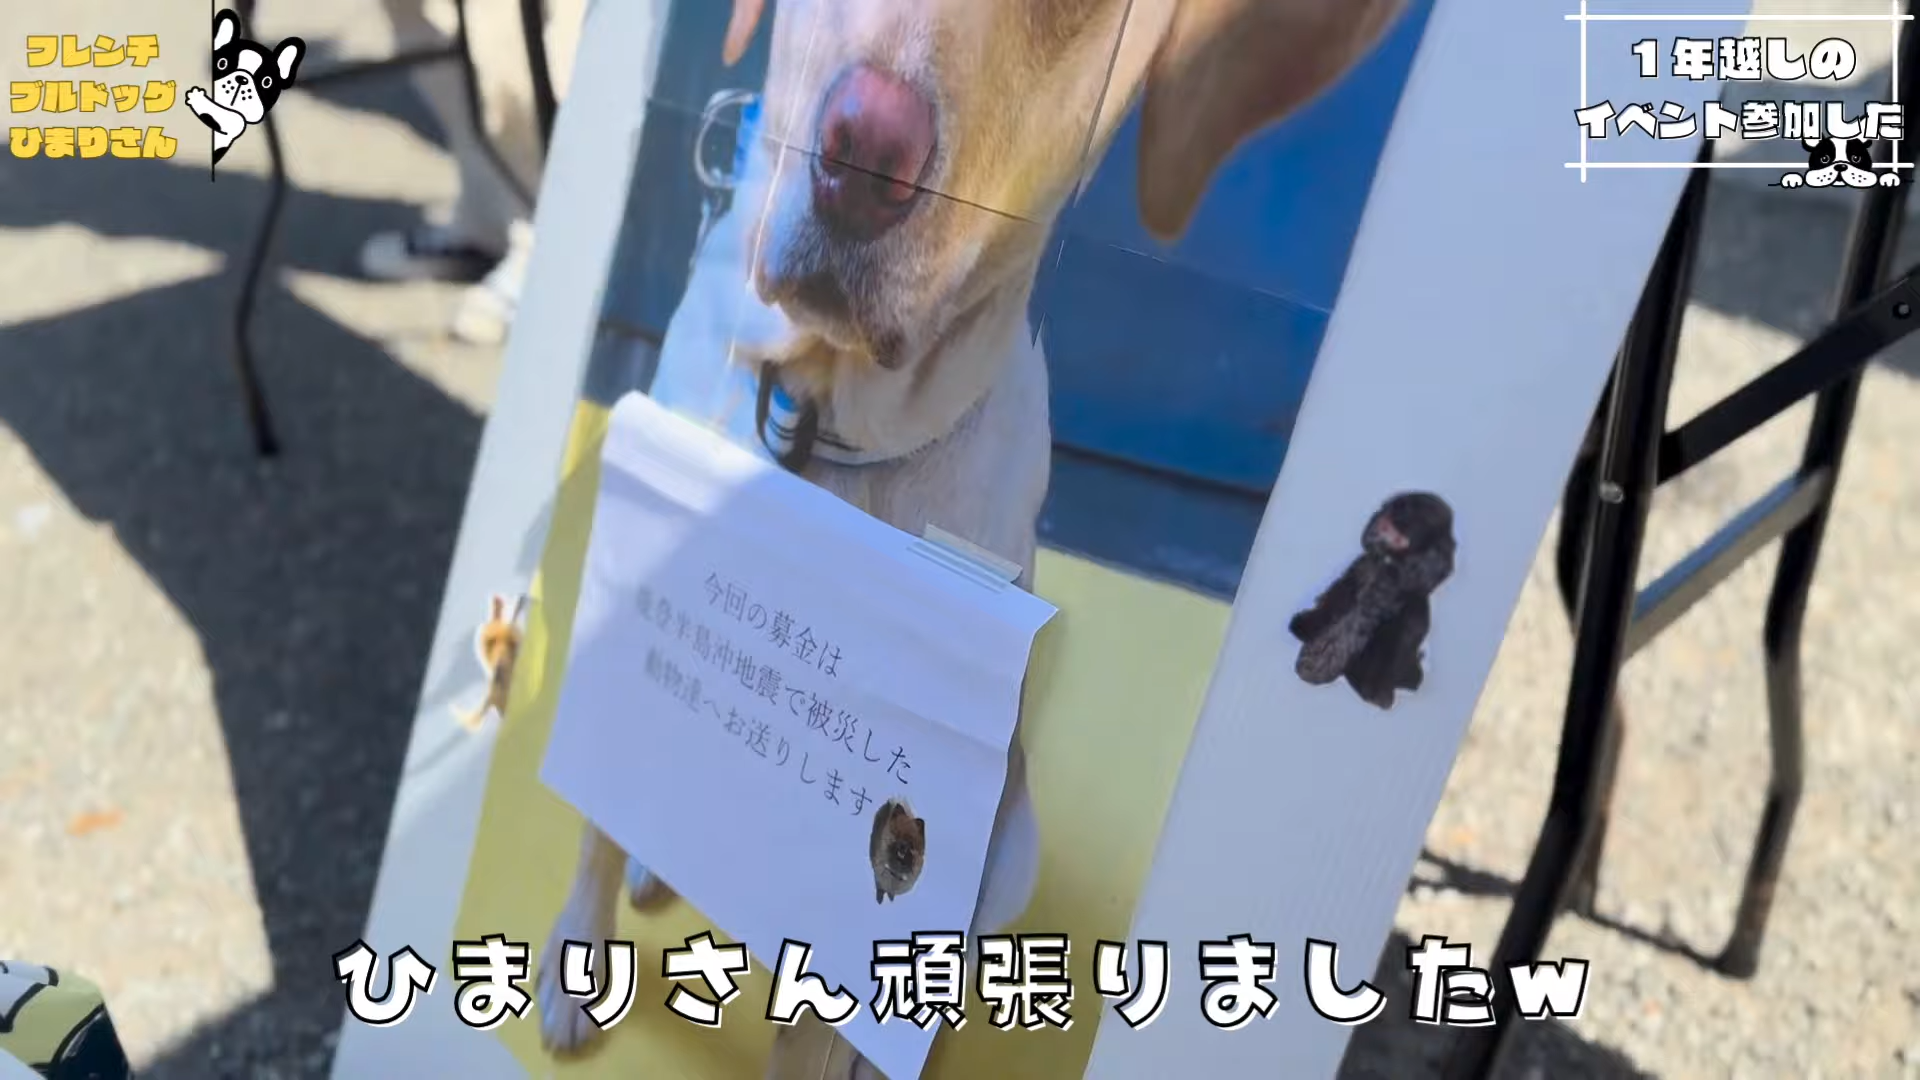 フレンチ
ブルドッグ
ひまりさん
1年越しの
イベント参加した
今回の募金は
能登半島沖地震で被災した
動物達へお送りします
ひまりさん頑張りましたw